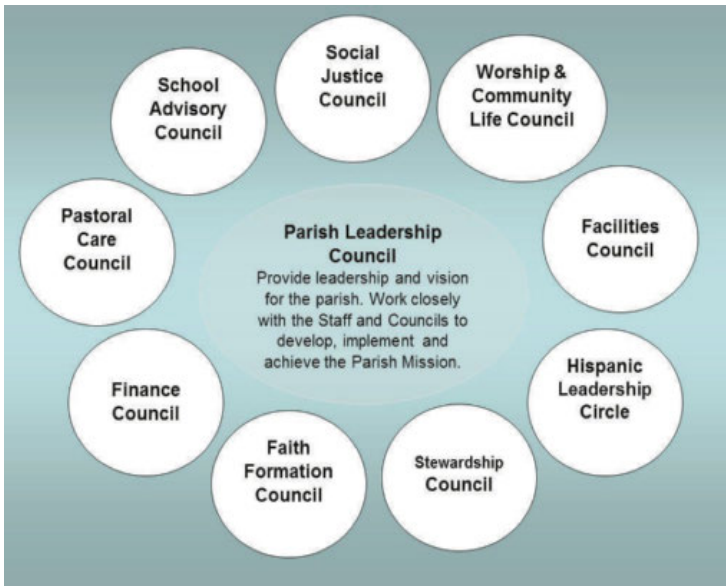 Social
Justice
Council
Worship &
Community
Life Council
Facilities
Council
Hispanic
Leadership
Circle
Stewardship
Council
Faith
Formation
Council
Finance
Council
Pastoral
Care
Council
School
Advisory
Council
Parish Leadership
Council
Provide leadership and vision
for the parish. Work closely
with the Staff and Councils to
develop, implement and
achieve the Parish Mission.